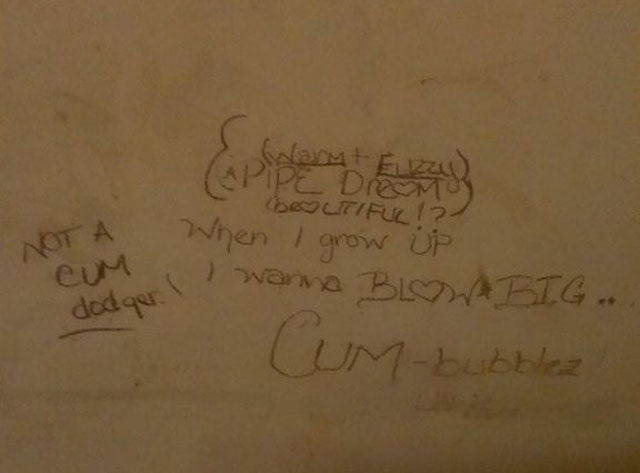 (Warm + Fuzzy)
"PIPE DREAM"
(beautiful!?)
When I grow UP
I wanna BLOW BIG...
CUM-bubblez
NOT A
CUM
dodger.